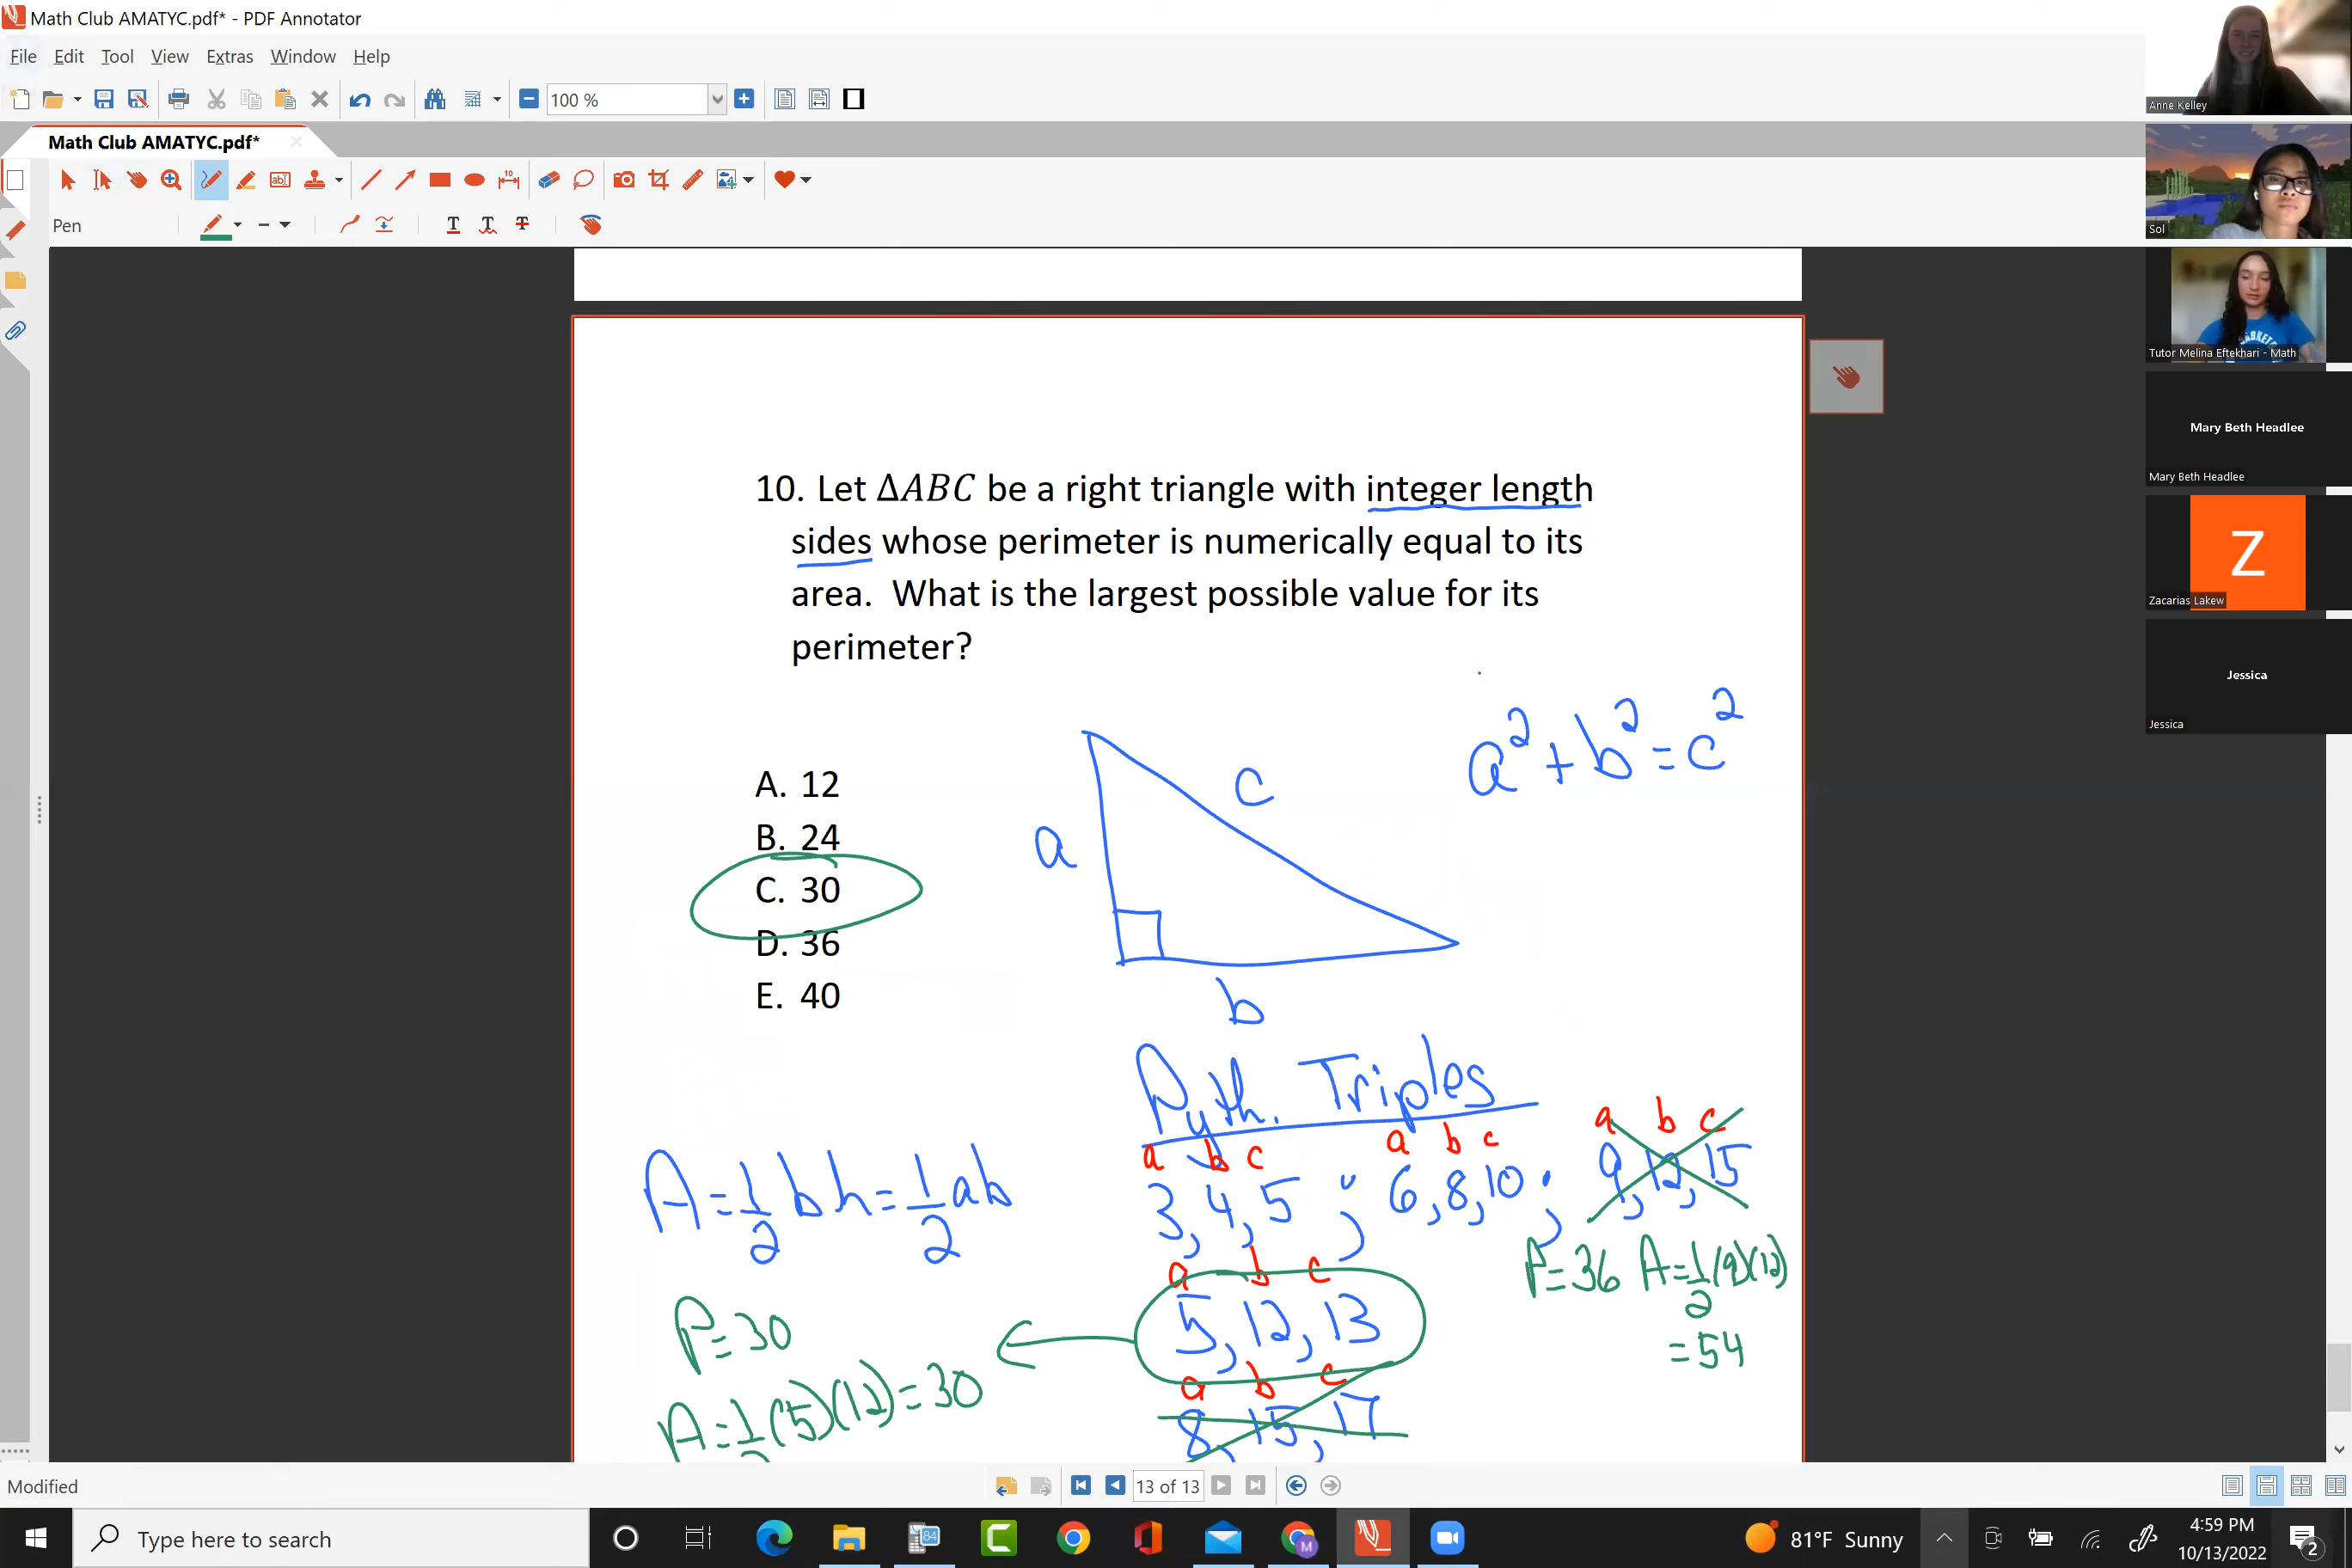 Math Club AMATYC.pdf* - PDF Annotator
File Edit Tool View Extras Window Help
100 %
Math Club AMATYC.pdf*
Pen
10. Let ΔABC be a right triangle with integer length
sides whose perimeter is numerically equal to its
area. What is the largest possible value for its
perimeter?
a² + b² = c²
A. 12
B. 24
C. 30
D. 36
E. 40
a
c
b
Pyth. Triples
a b c
a b c
a b c
3, 4, 5 ; 6, 8, 10 ; 9, 12, 15
A = 1/2 bh = 1/2 ab
P = 36 A = 1/2 (9)(12)
= 54
a b c
5, 12, 13
P = 30
A = 1/2 (5)(12) = 30
a b c
8, 15, 17
Anne Kelley
Sol
Tutor Melina Eftekhari - Math
Mary Beth Headlee
Mary Beth Headlee
Z
Zacarias Lakew
Jessica
Jessica
Modified
13 of 13
Type here to search
84
M
81°F Sunny
4:59 PM
10/13/2022
2